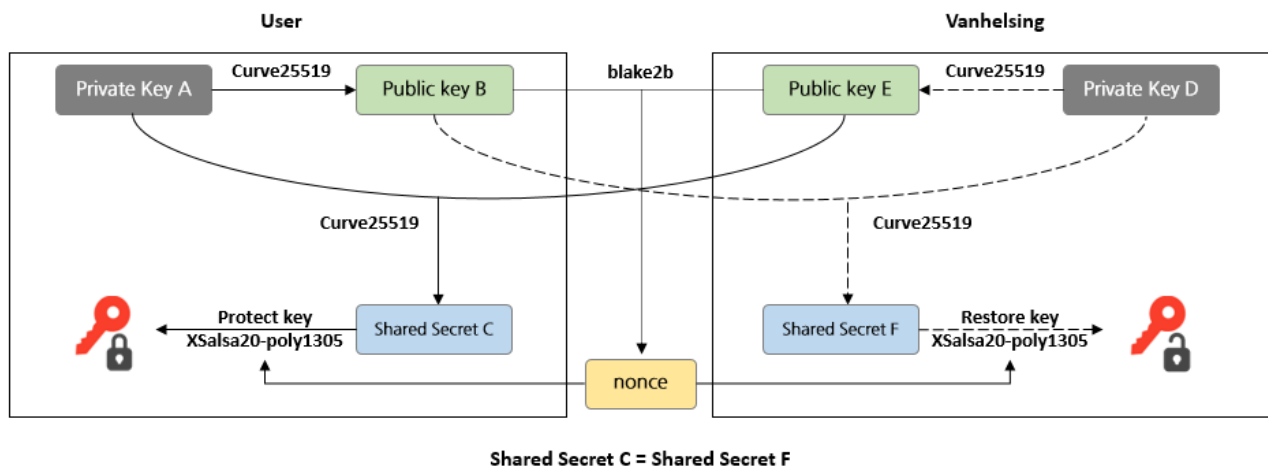 User
Vanhelsing
Private Key A
Curve25519
Public key B
blake2b
Public key E
Curve25519
Private Key D
Curve25519
Curve25519
Protect key
XSalsa20-poly1305
Shared Secret C
Shared Secret F
Restore key
XSalsa20-poly1305
nonce
Shared Secret C = Shared Secret F